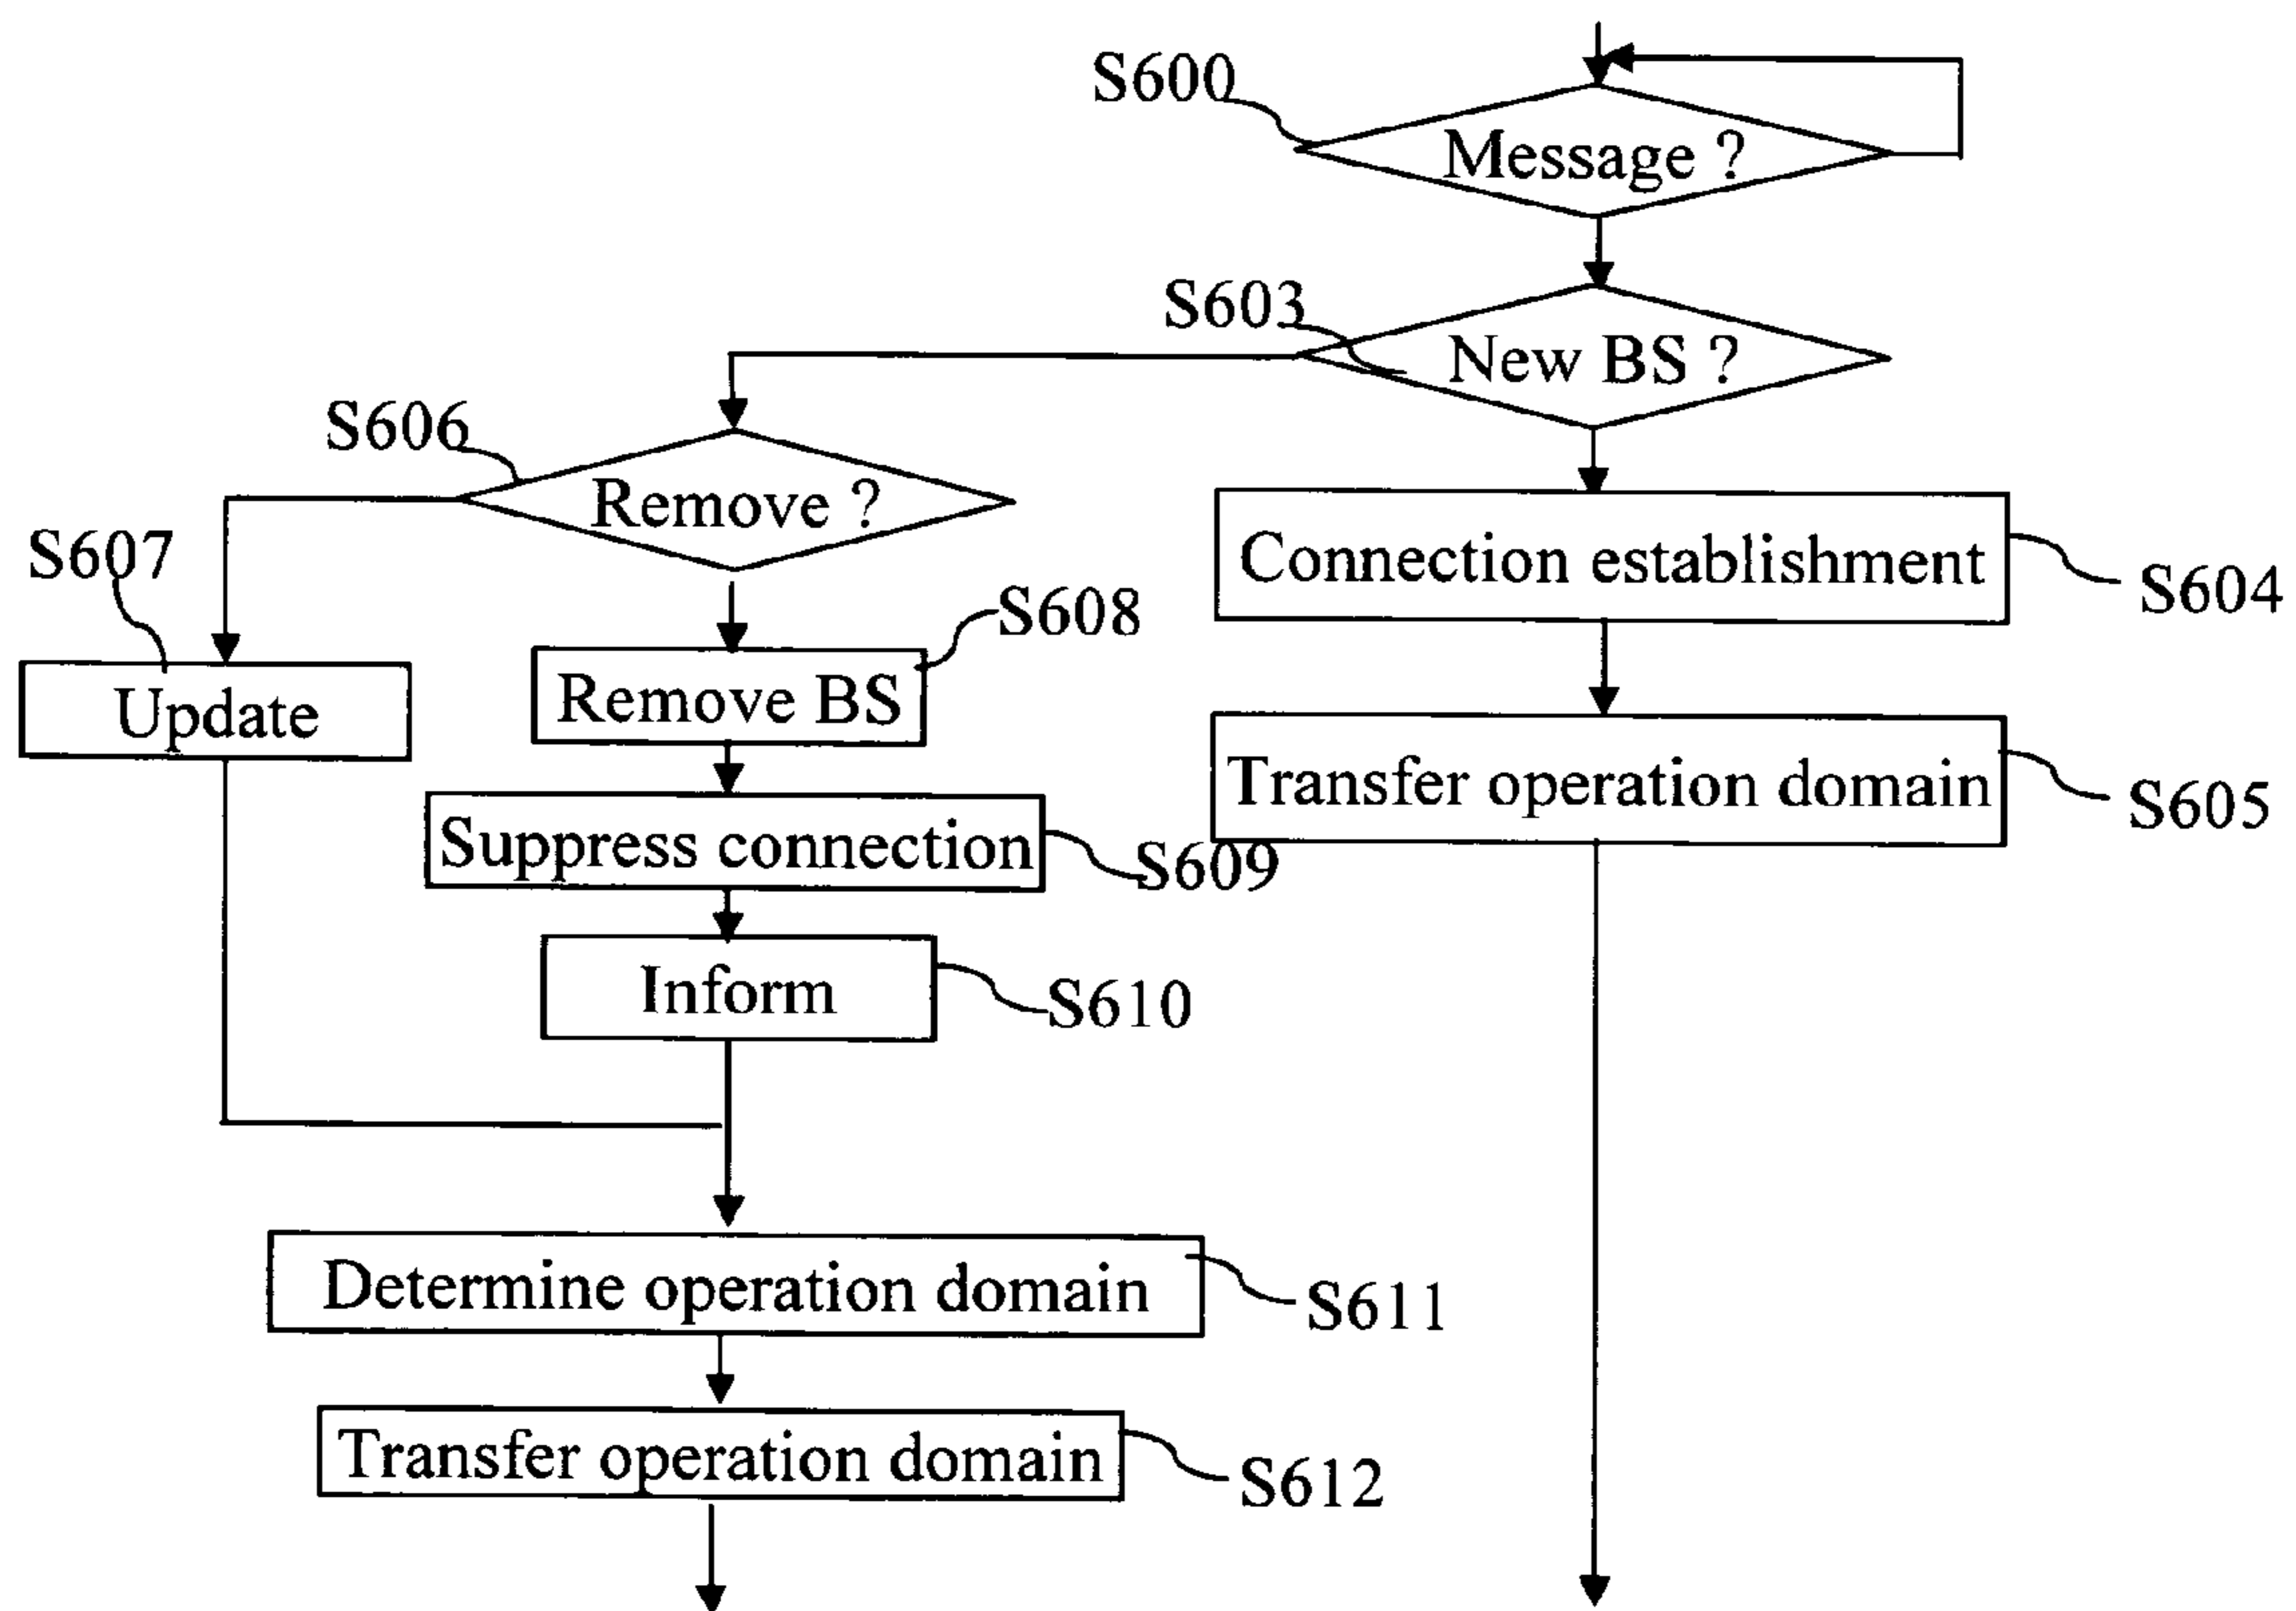 S600
Message ?
S603
New BS ?
S606
Remove ?
S607
Connection establishment
S604
S608
Update
Remove BS
Transfer operation domain
S605
Suppress connection
S609
Inform
S610
Determine operation domain
S611
Transfer operation domain
S612